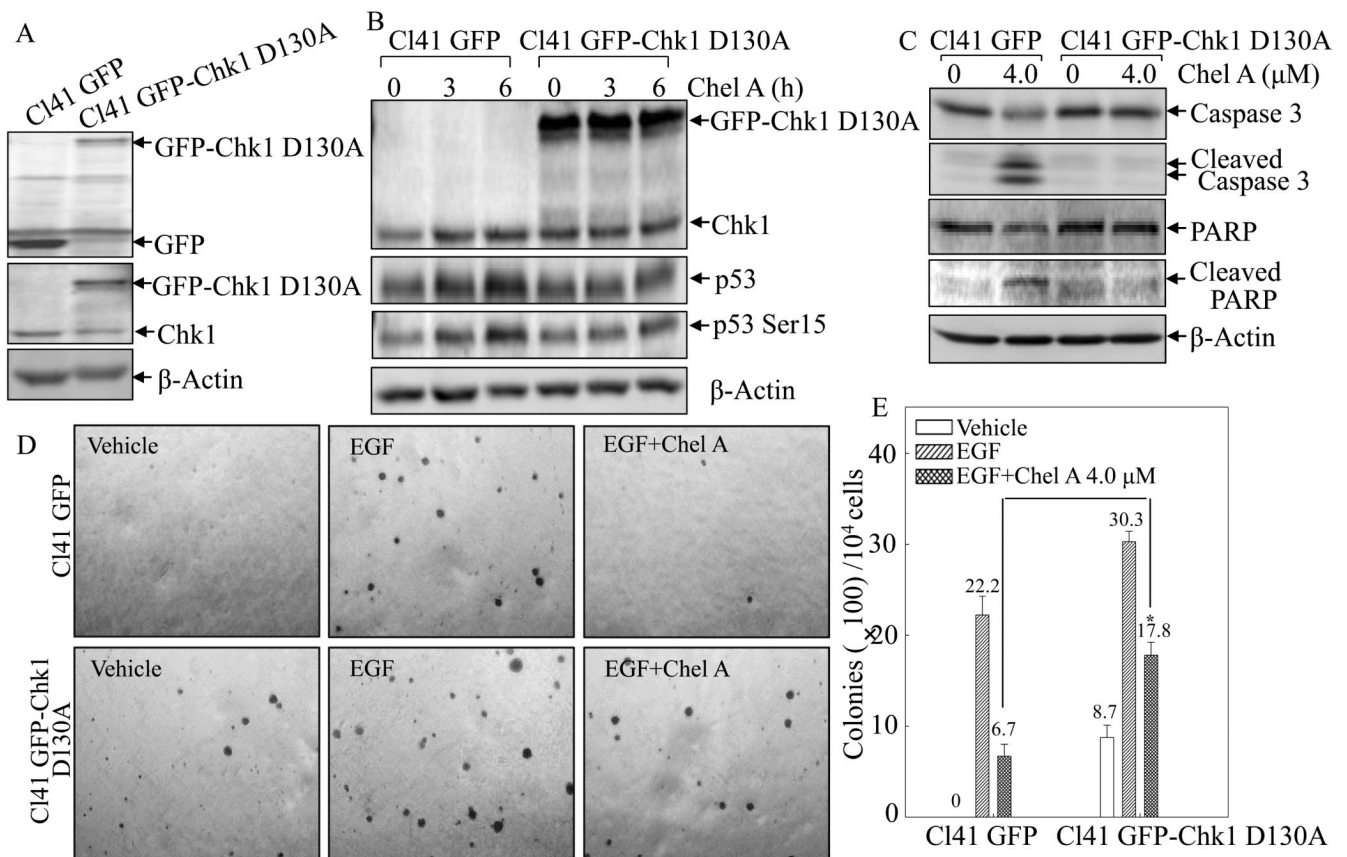 A
Cl41 GFP
Cl41 GFP-Chk1 D130A
GFP-Chk1 D130A
GFP
GFP-Chk1 D130A
Chk1
β-Actin
B
Cl41 GFP Cl41 GFP-Chk1 D130A
0 3 6 0 3 6 Chel A (h)
GFP-Chk1 D130A
Chk1
p53
p53 Ser15
β-Actin
C Cl41 GFP Cl41 GFP-Chk1 D130A
0 4.0 0 4.0 Chel A (μM)
Caspase 3
Cleaved
Caspase 3
PARP
Cleaved
PARP
β-Actin
D
Cl41 GFP
Vehicle EGF EGF+Chel A
Cl41 GFP-Chk1
D130A
Vehicle EGF EGF+Chel A
E
Vehicle
EGF
EGF+Chel A 4.0 μM
Colonies (×100) /10⁴ cells
40
30
20
10
0
0
22.2
6.7
8.7
30.3
*
17.8
Cl41 GFP Cl41 GFP-Chk1 D130A